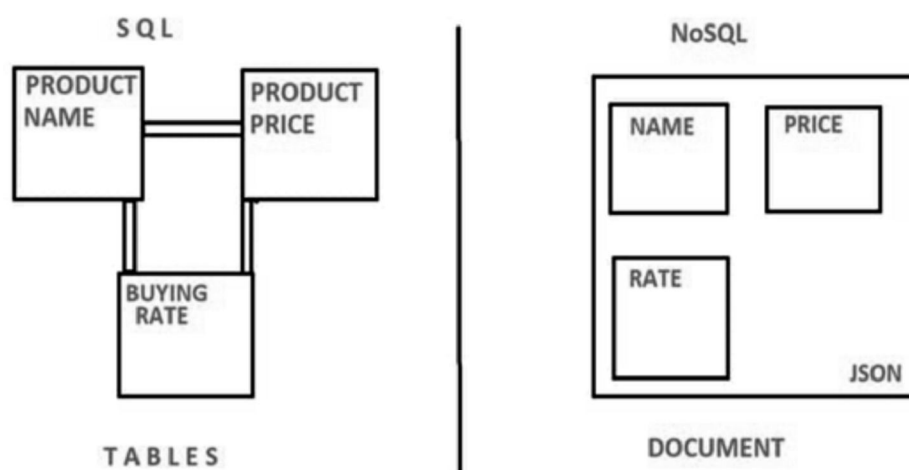 SQL
PRODUCT
NAME
PRODUCT
PRICE
BUYING
RATE
TABLES
NoSQL
NAME
PRICE
RATE
JSON
DOCUMENT